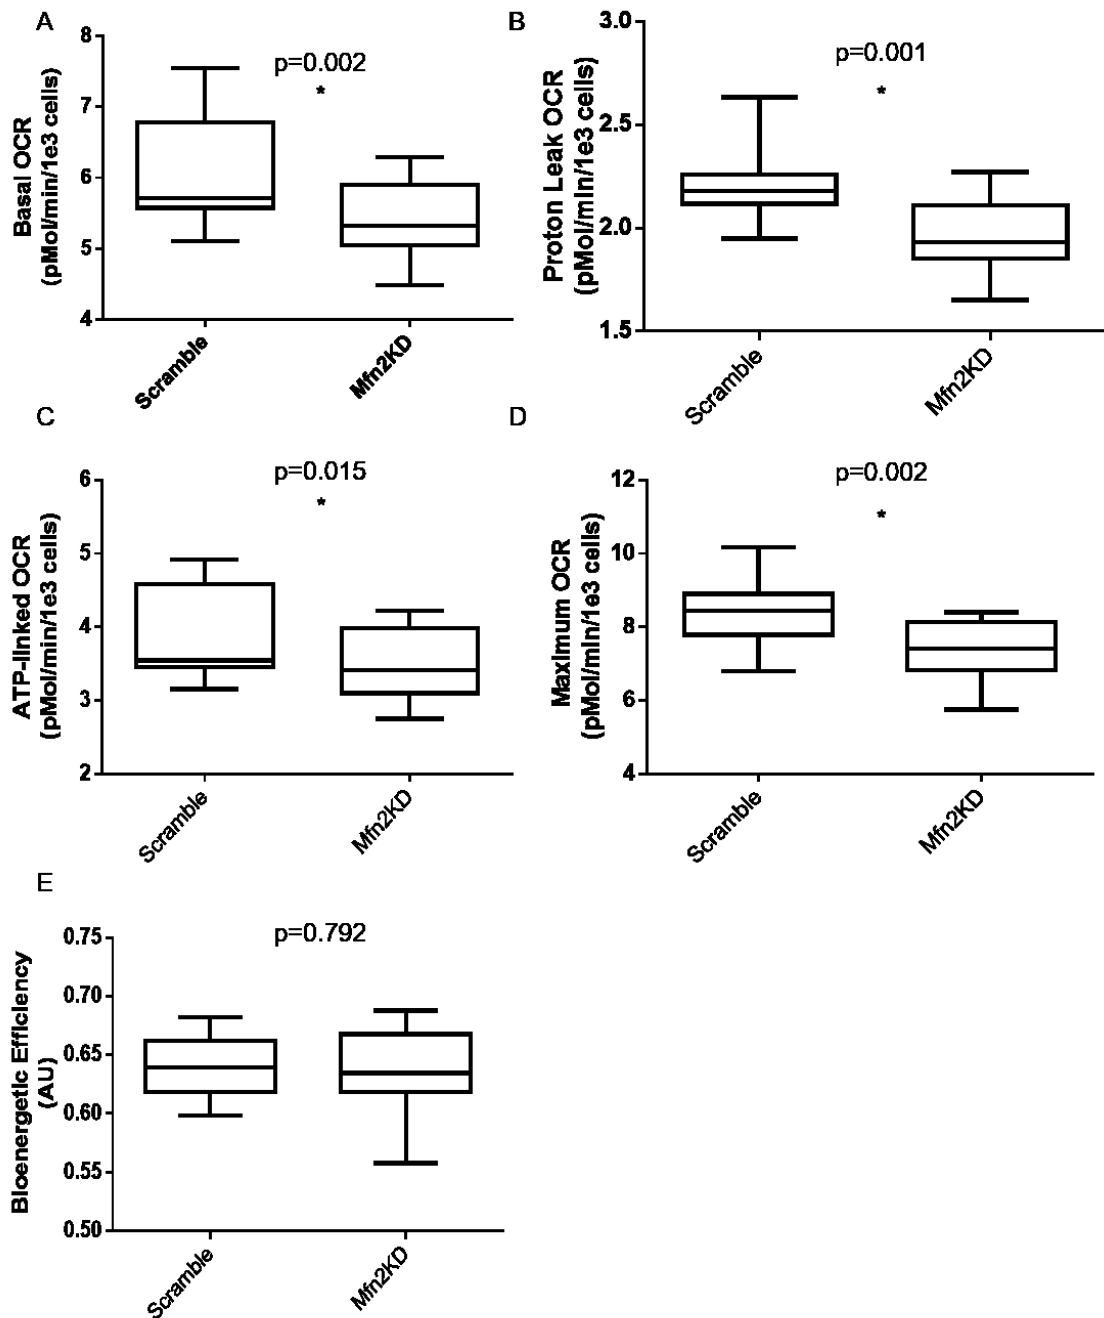 A
Basal OCR
(pMol/min/1e3 cells)
8
7
6
5
4
p=0.002
*
Scramble
Mfn2KD
B
Proton Leak OCR
(pMol/min/1e3 cells)
3.0
2.5
2.0
1.5
p=0.001
*
Scramble
Mfn2KD
C
ATP-linked OCR
(pMol/min/1e3 cells)
6
5
4
3
2
p=0.015
*
Scramble
Mfn2KD
D
Maximum OCR
(pMol/min/1e3 cells)
12
10
8
6
4
p=0.002
*
Scramble
Mfn2KD
E
Bioenergetic Efficiency
(AU)
0.75
0.70
0.65
0.60
0.55
0.50
p=0.792
Scramble
Mfn2KD